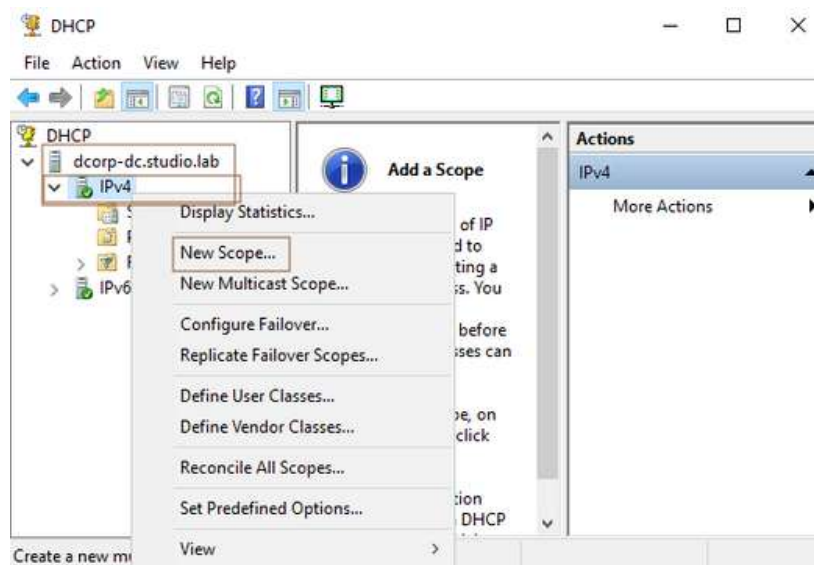 DHCP
File Action View Help
DHCP
dcorp-dc.studio.lab
IPv4
IPv6
Display Statistics...
New Scope...
New Multicast Scope...
Configure Failover...
Replicate Failover Scopes...
Define User Classes...
Define Vendor Classes...
Reconcile All Scopes...
Set Predefined Options...
View
Add a Scope
of IP
d to
ting a
ss. You
before
sses can
pe, on
click
tion
DHCP
Actions
IPv4
More Actions
Create a new mu